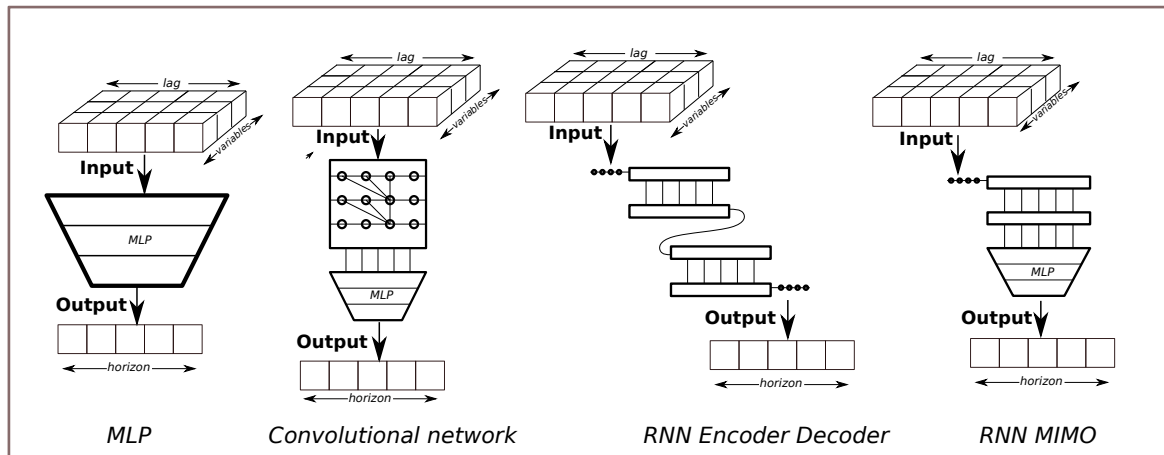 lag
variables
Input
MLP
Output
horizon
MLP
lag
variables
Input
MLP
Output
horizon
Convolutional network
lag
variables
Input
Output
horizon
RNN Encoder Decoder
lag
variables
Input
MLP
Output
horizon
RNN MIMO